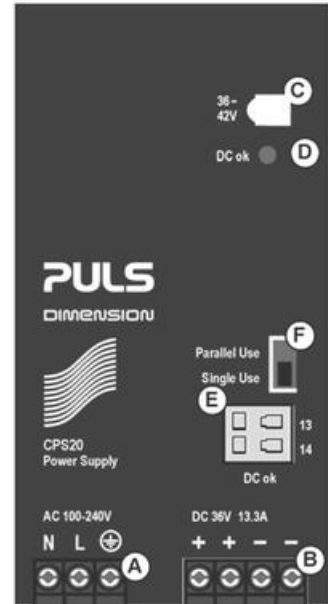 C
36–
42V
DC ok
D
PULS
DIMENSION
F
Parallel Use
Single Use
E
13
14
CPS20
Power Supply
DC ok
AC 100-240V
DC 36V 13.3A
N L
+ + – –
A
B